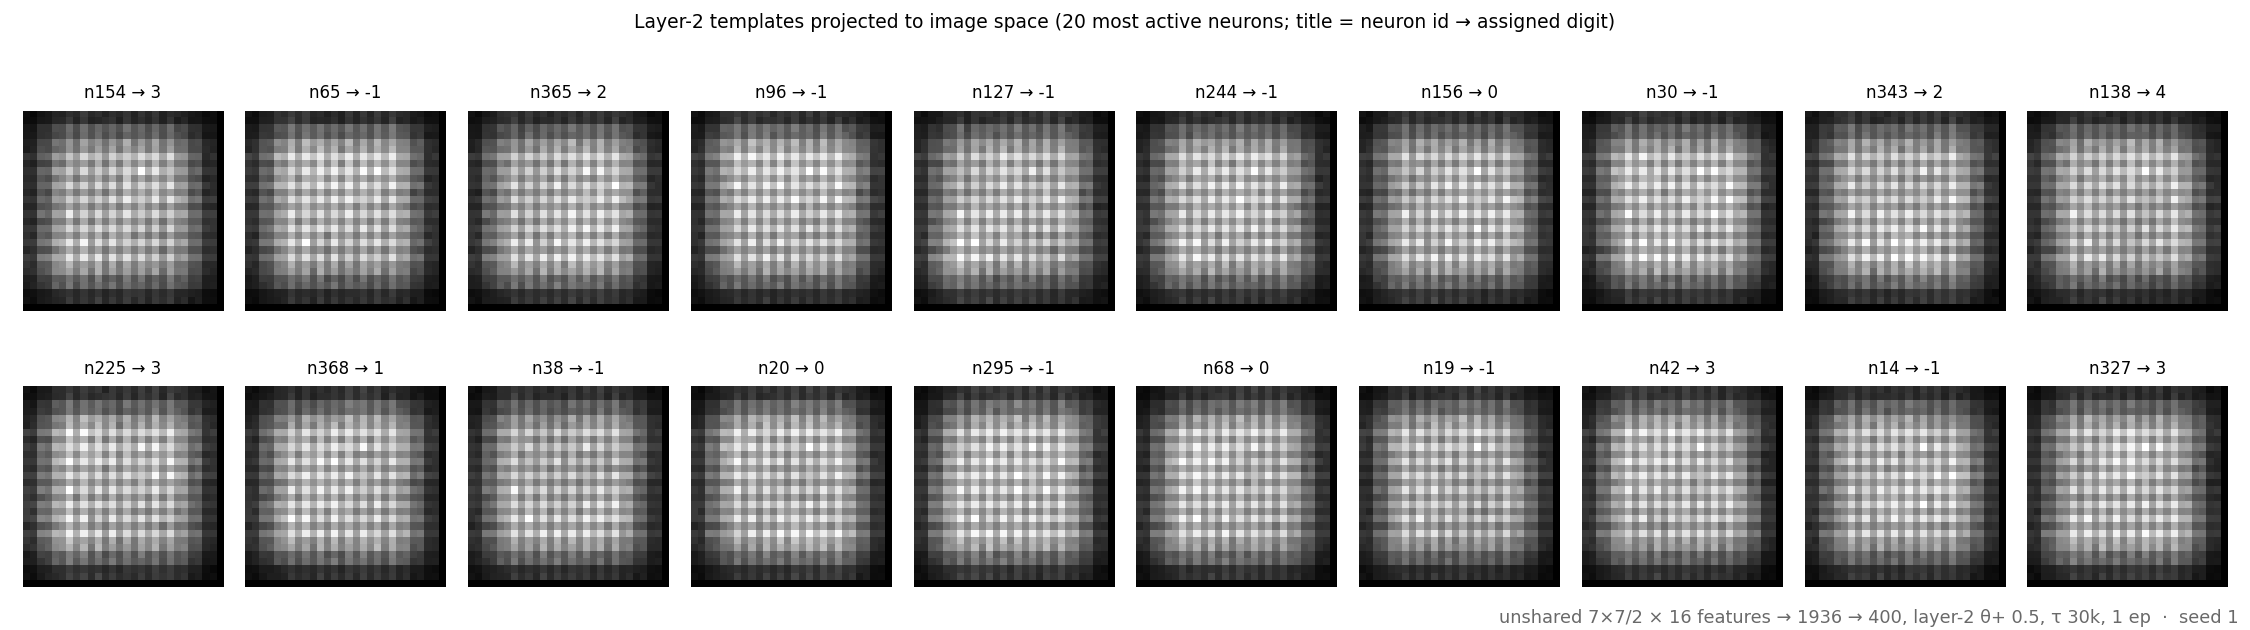 Layer-2 templates projected to image space (20 most active neurons; title = neuron id → assigned digit)
n154 → 3 n65 → -1 n365 → 2 n96 → -1 n127 → -1 n244 → -1 n156 → 0 n30 → -1 n343 → 2 n138 → 4
n225 → 3 n368 → 1 n38 → -1 n20 → 0 n295 → -1 n68 → 0 n19 → -1 n42 → 3 n14 → -1 n327 → 3
unshared 7×7/2 × 16 features → 1936 → 400, layer-2 θ+ 0.5, τ 30k, 1 ep · seed 1